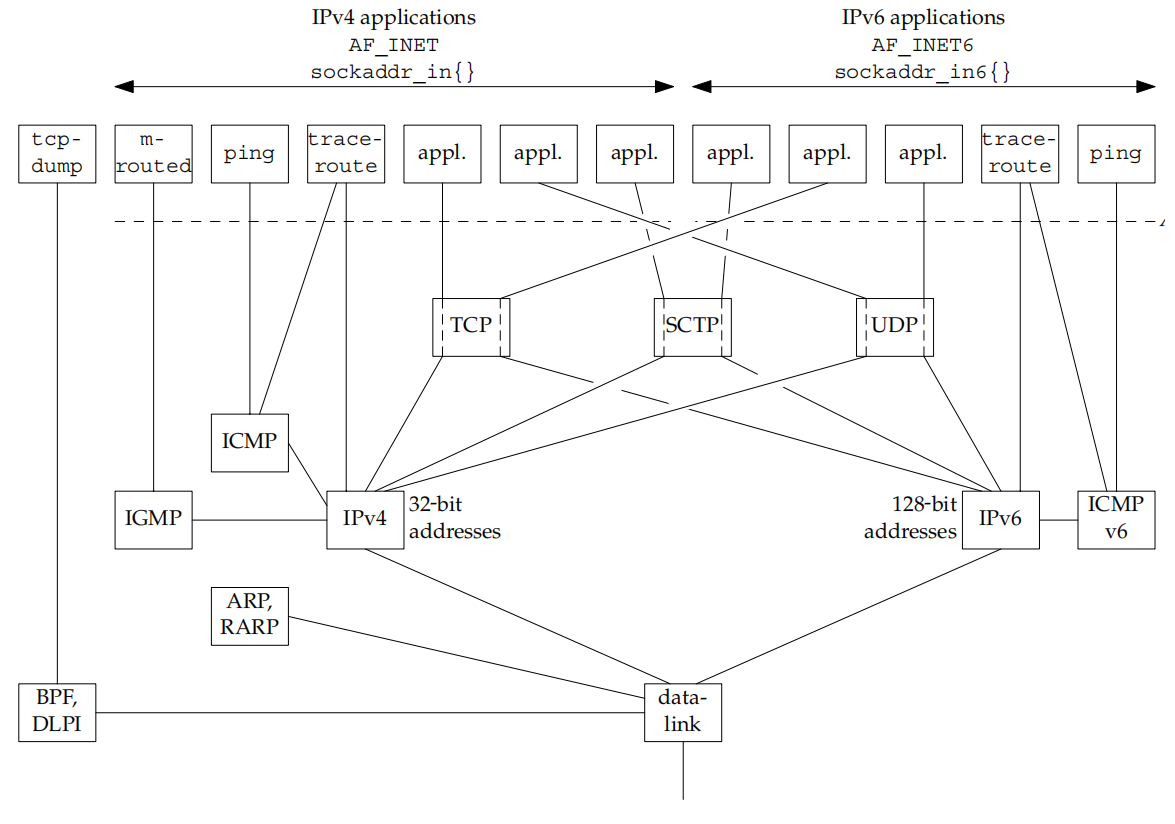 IPv4 applications
AF_INET
sockaddr_in{}
IPv6 applications
AF_INET6
sockaddr_in6{}
tcp-
dump
m-
routed
ping
trace-
route
appl.
appl.
appl.
appl.
appl.
appl.
trace-
route
ping
TCP
SCTP
UDP
ICMP
IGMP
IPv4
32-bit
addresses
128-bit
addresses
IPv6
ICMP
v6
ARP,
RARP
BPF,
DLPI
data-
link